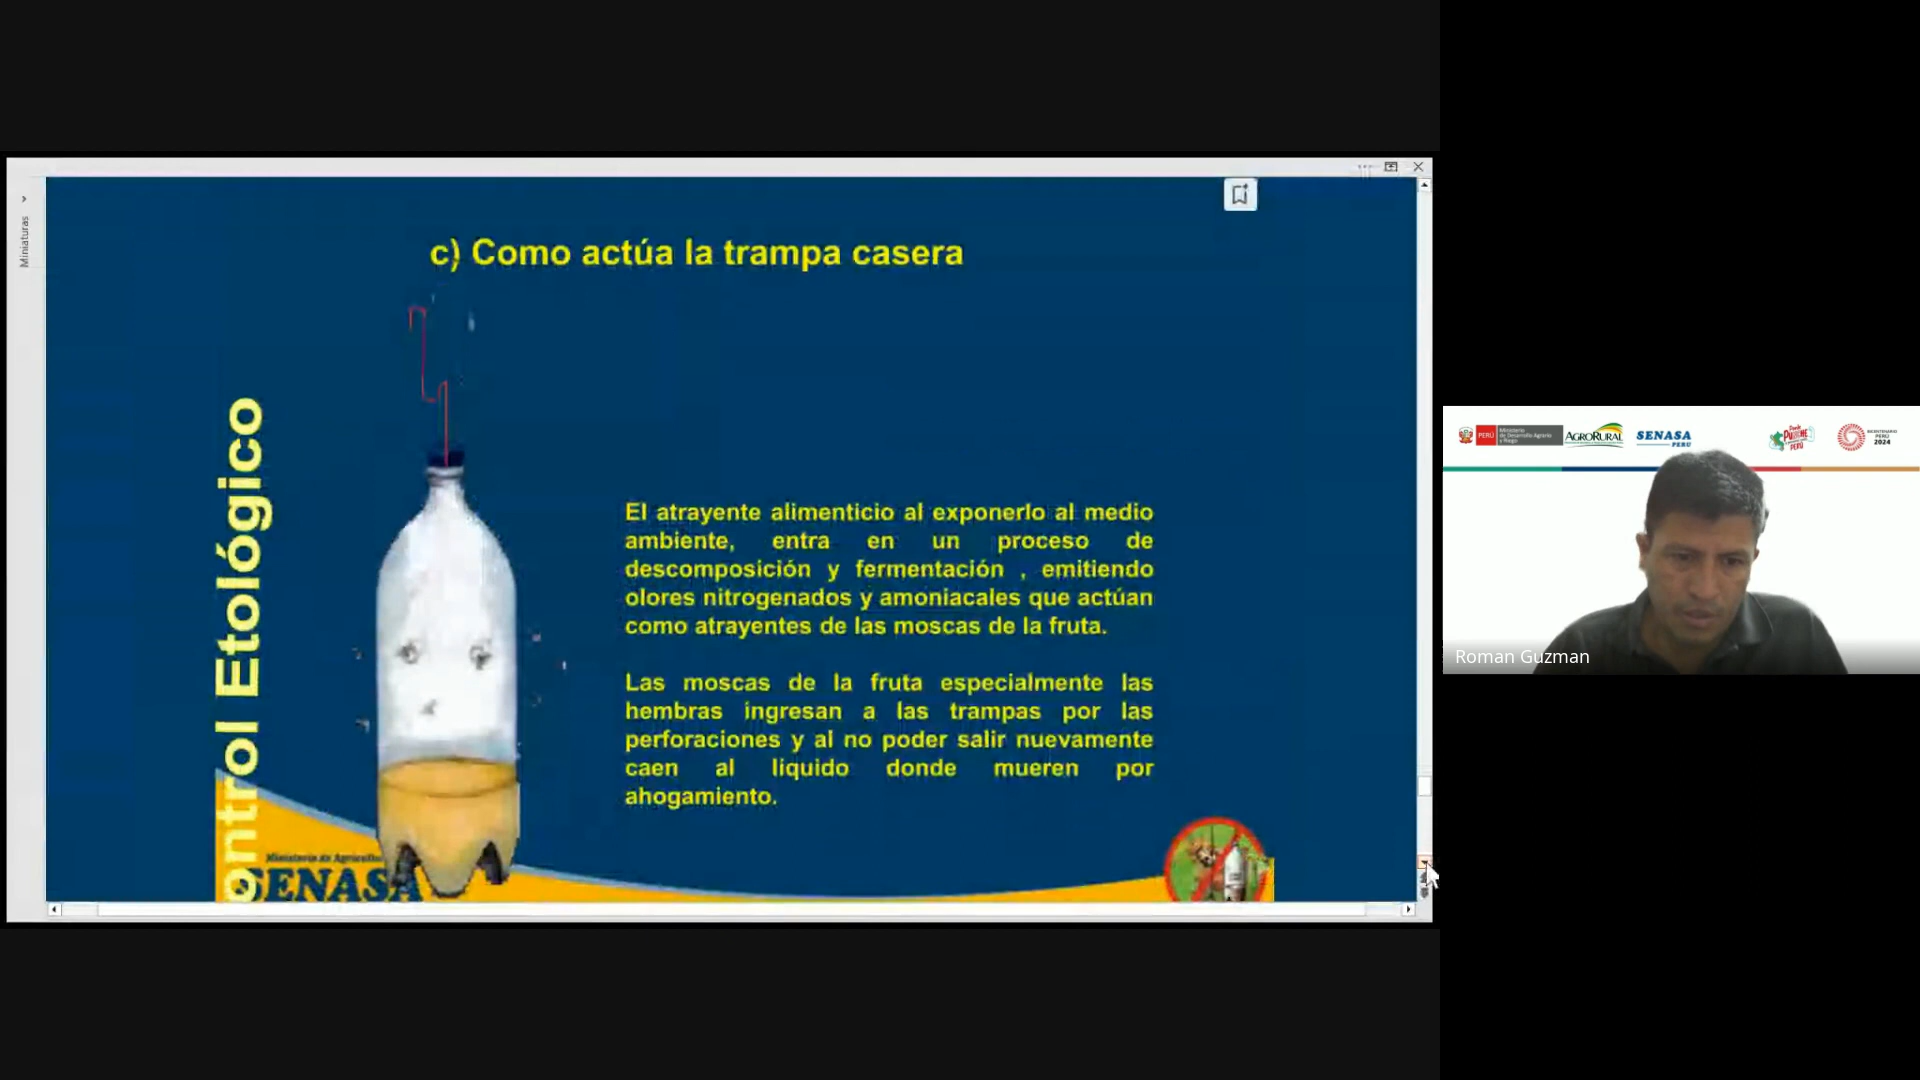 Miniaturas
c) Como actúa la trampa casera
ontrol Etológico
El atrayente alimenticio al exponerlo al medio
ambiente, entra en un proceso de
descomposición y fermentación , emitiendo
olores nitrogenados y amoniacales que actúan
como atrayentes de las moscas de la fruta.
Las moscas de la fruta especialmente las
hembras ingresan a las trampas por las
perforaciones y al no poder salir nuevamente
caen al liquido donde mueren por
ahogamiento.
Ministerio de Agricultu
SENASA
PERÚ
Ministerio
de Desarrollo Agrario
y Riego
AGRORURAL
SENASA
PERÚ
PERÚ
BICENTENARIO
PERÚ
2024
Roman Guzman